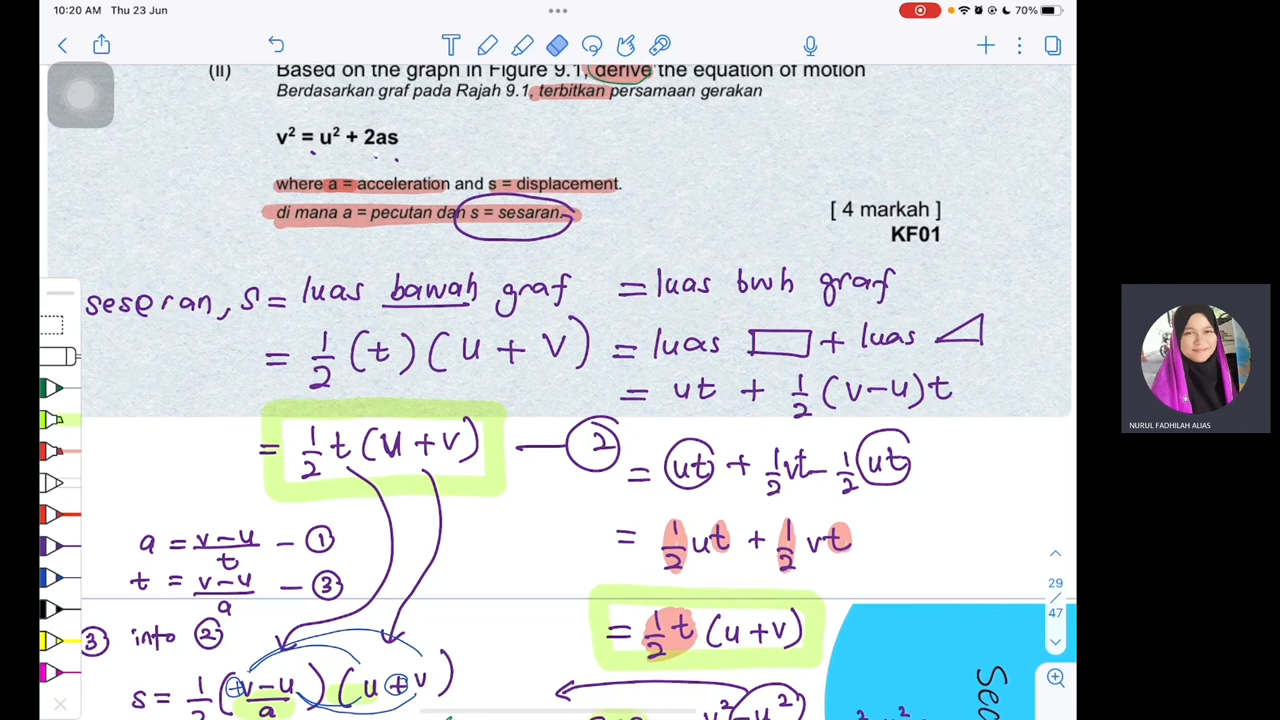 10:20 AM Thu 23 Jun
70%
(ii) Based on the graph in Figure 9.1, derive the equation of motion
Berdasarkan graf pada Rajah 9.1, terbitkan persamaan gerakan
v² = u² + 2as
where a = acceleration and s = displacement.
di mana a = pecutan dan s = sesaran.
[ 4 markah ]
KF01
seseran, s = luas bawah graf
= 1/2 (t) (u + v)
= 1/2 t (u + v) — 2
a = v-u/t — 1
t = v-u/a — 3
3 into 2
s = 1/2 (+v-u/a) (u + v)
= luas bwh graf
= luas ▭ + luas ◿
= ut + 1/2 (v-u)t
= ut + 1/2 vt - 1/2 ut
= 1/2 ut + 1/2 vt
= 1/2 t (u+v)
v² - u²
29
/
47
NURUL FADHILAH ALIAS